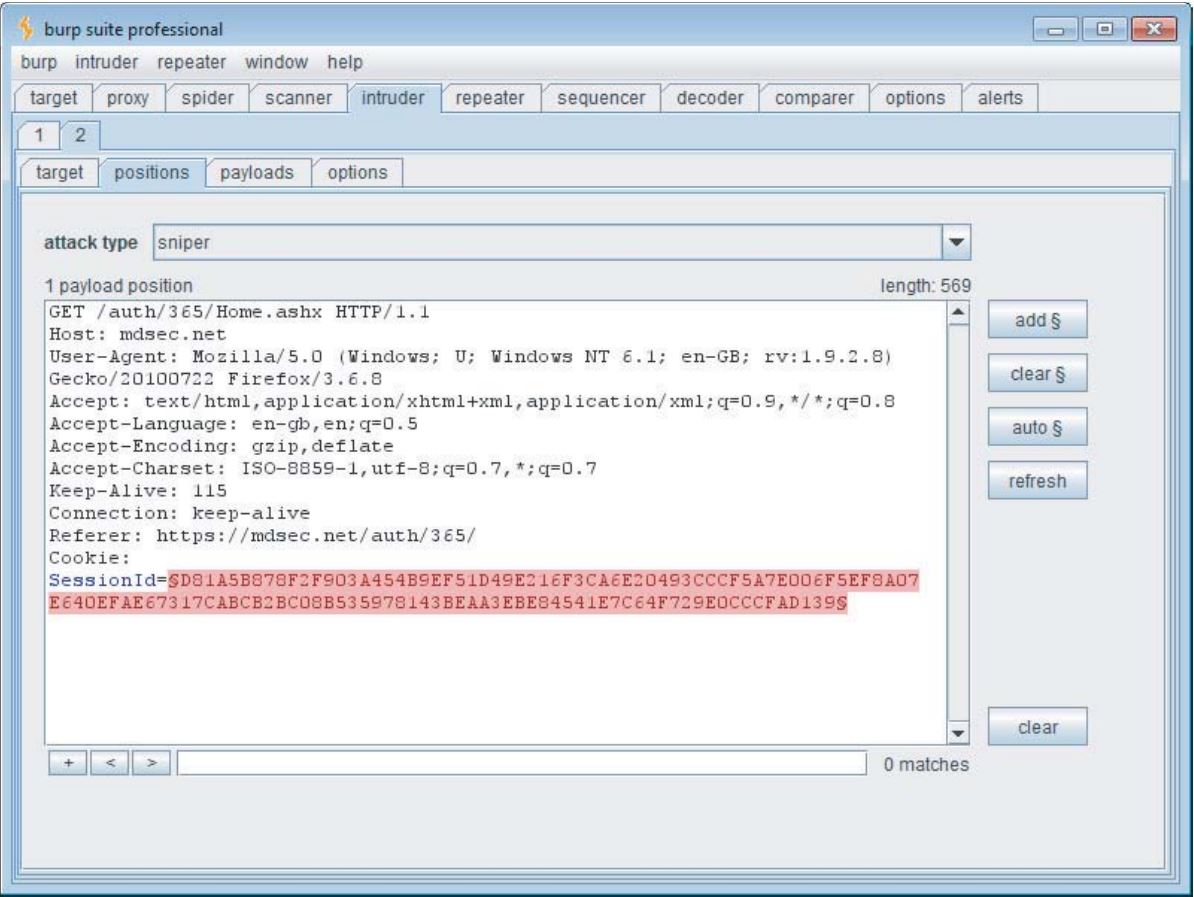 burp suite professional
burp intruder repeater window help
target proxy spider scanner intruder repeater sequencer decoder comparer options alerts
1 2
target positions payloads options
attack type sniper
1 payload position length: 569
GET /auth/365/Home.ashx HTTP/1.1
Host: mdsec.net
User-Agent: Mozilla/5.0 (Windows; U; Windows NT 6.1; en-GB; rv:1.9.2.8)
Gecko/20100722 Firefox/3.6.8
Accept: text/html,application/xhtml+xml,application/xml;q=0.9,*/*;q=0.8
Accept-Language: en-gb,en;q=0.5
Accept-Encoding: gzip,deflate
Accept-Charset: ISO-8859-1,utf-8;q=0.7,*;q=0.7
Keep-Alive: 115
Connection: keep-alive
Referer: https://mdsec.net/auth/365/
Cookie:
SessionId=§D81A5B878F2F903A454B9EF51D49E216F3CA6E20493CCCF5A7E006F5EF8A07
E640EFAE67317CABCB2BC08B535978143BEAA3EBE84541E7C64F729E0CCCFAD139§
add §
clear §
auto §
refresh
clear
+ < > 0 matches